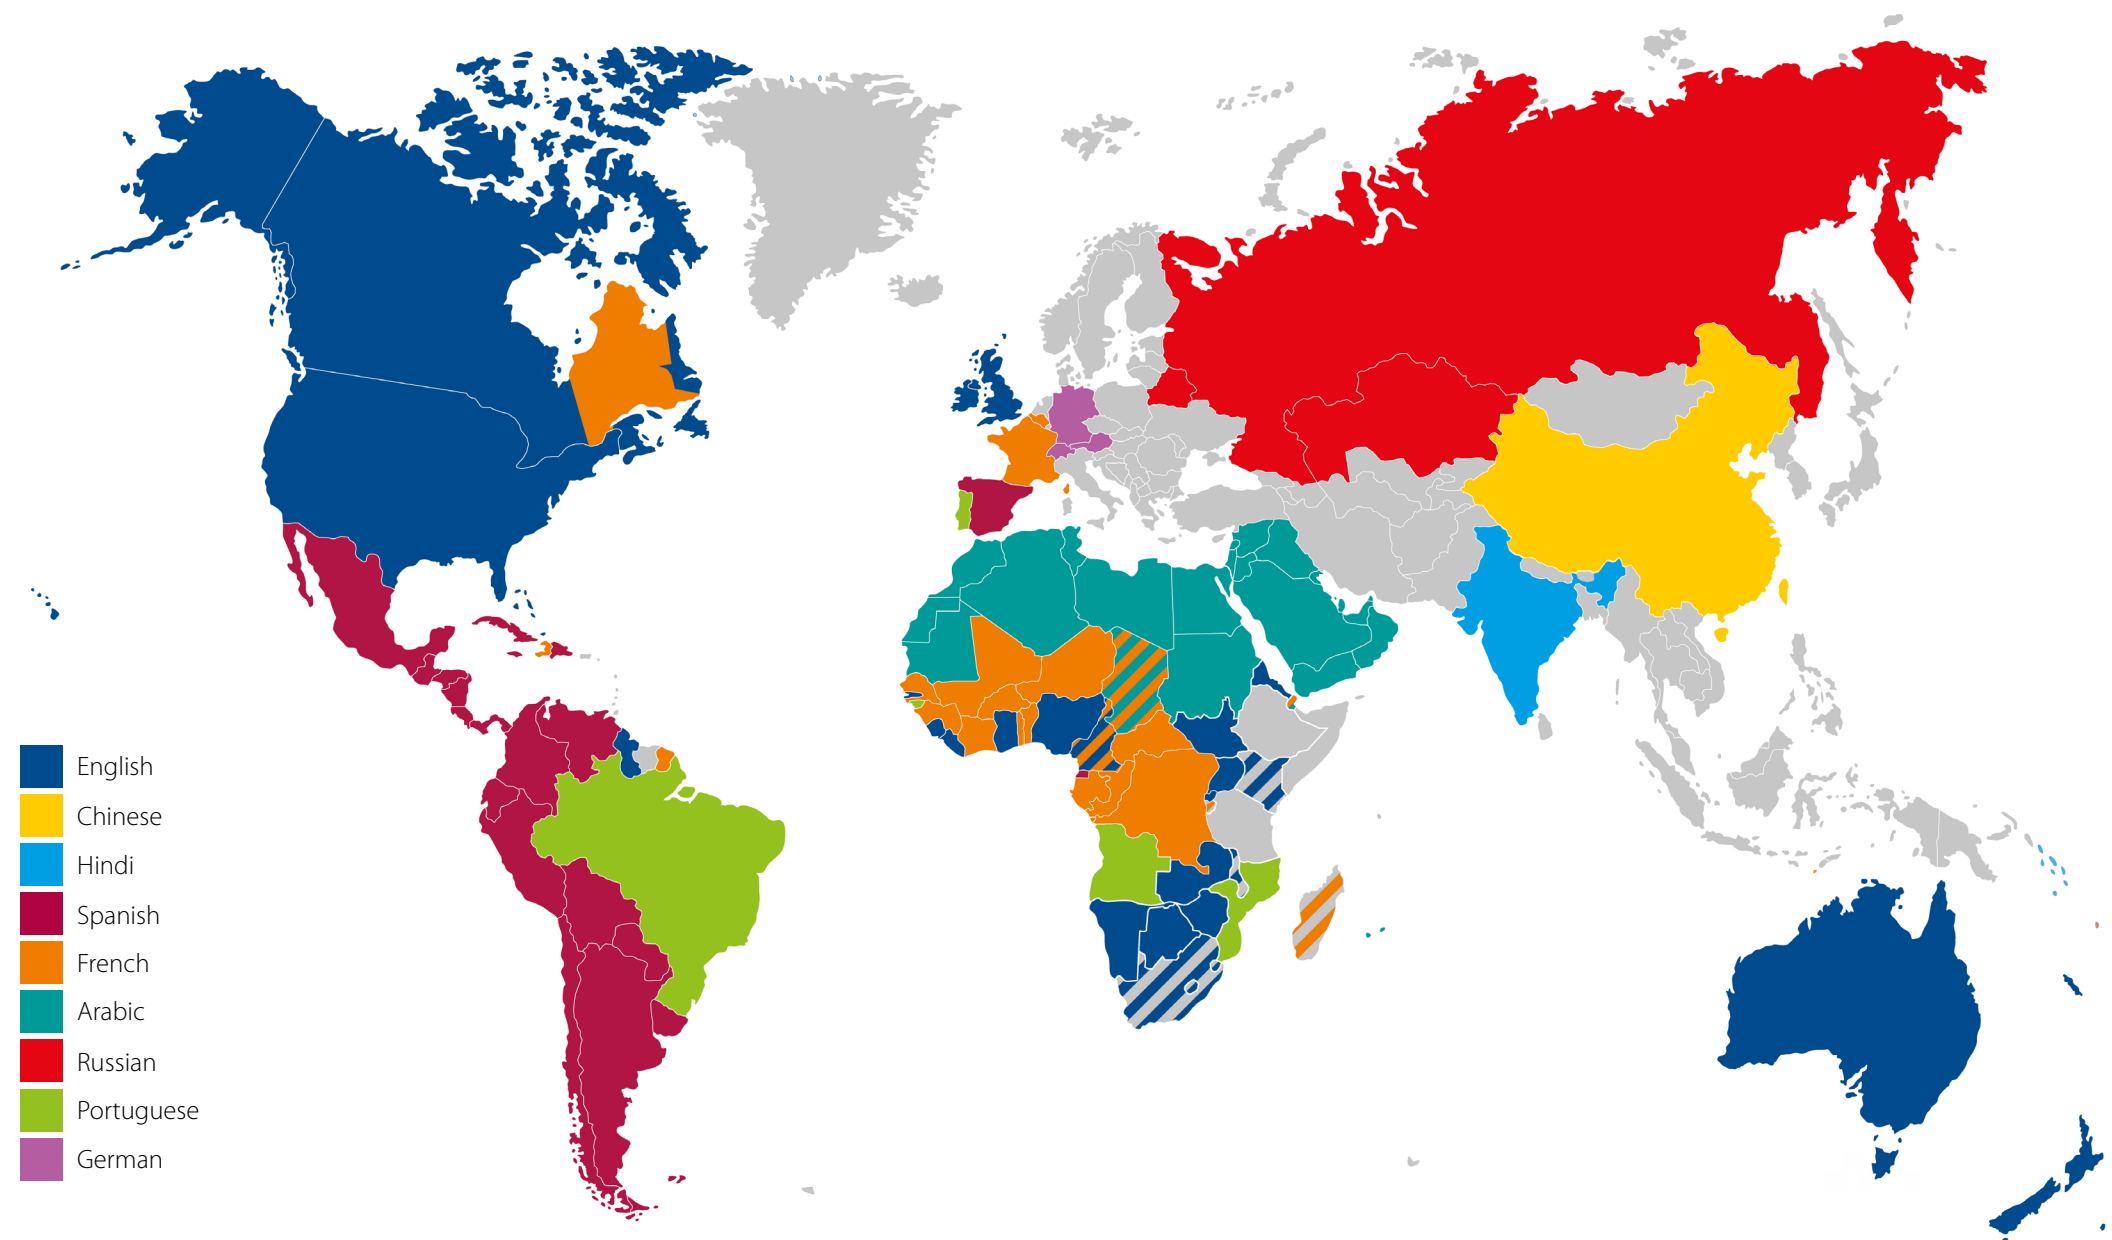 English
Chinese
Hindi
Spanish
French
Arabic
Russian
Portuguese
German